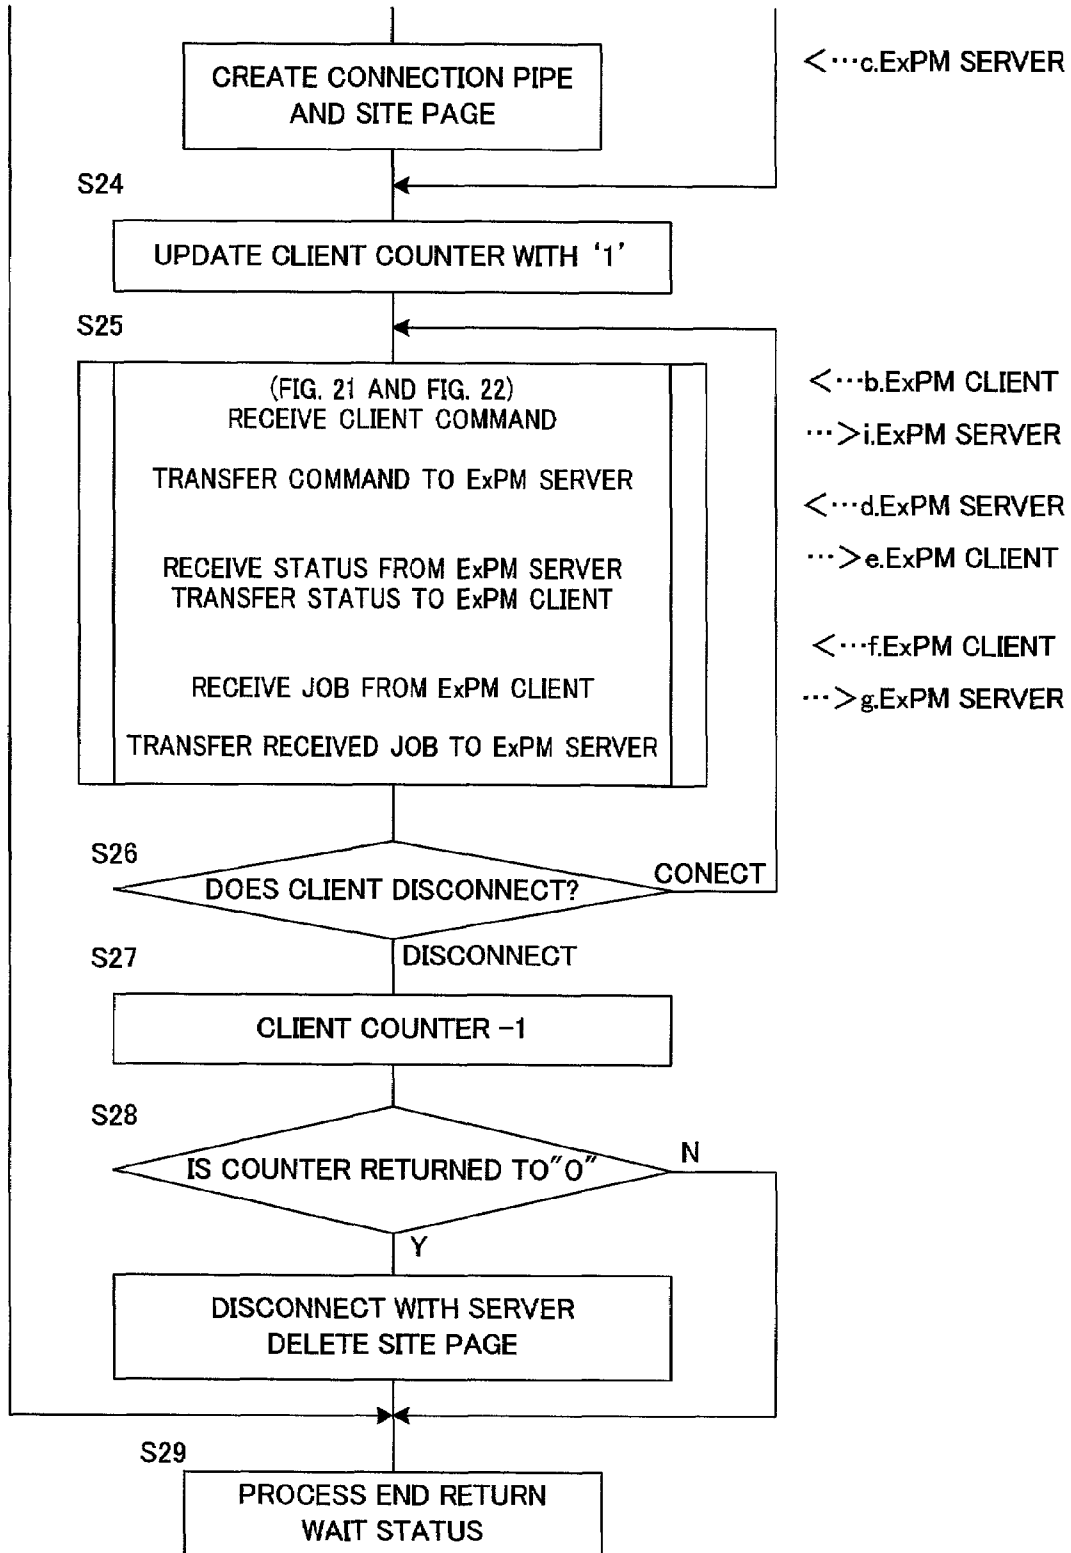 <···c.ExPM SERVER
CREATE CONNECTION PIPE
AND SITE PAGE
S24
UPDATE CLIENT COUNTER WITH ‘1’
S25
(FIG. 21 AND FIG. 22)
RECEIVE CLIENT COMMAND
TRANSFER COMMAND TO ExPM SERVER
RECEIVE STATUS FROM ExPM SERVER
TRANSFER STATUS TO ExPM CLIENT
RECEIVE JOB FROM ExPM CLIENT
TRANSFER RECEIVED JOB TO ExPM SERVER
<···b.ExPM CLIENT
···>i.ExPM SERVER
<···d.ExPM SERVER
···>e.ExPM CLIENT
<···f.ExPM CLIENT
···>g.ExPM SERVER
S26
DOES CLIENT DISCONNECT?
CONECT
DISCONNECT
S27
CLIENT COUNTER -1
S28
IS COUNTER RETURNED TO"0"
N
Y
DISCONNECT WITH SERVER
DELETE SITE PAGE
S29
PROCESS END RETURN
WAIT STATUS